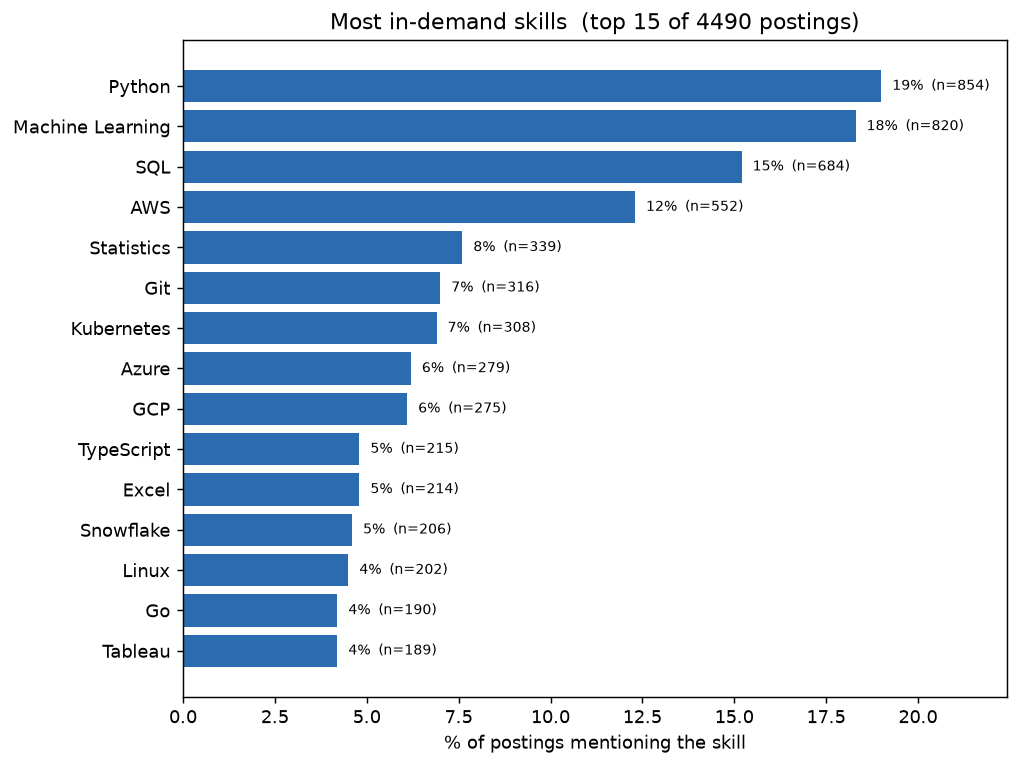 Most in-demand skills  (top 15 of 4490 postings)
Python 19%  (n=854)
Machine Learning 18%  (n=820)
SQL 15%  (n=684)
AWS 12%  (n=552)
Statistics 8%  (n=339)
Git 7%  (n=316)
Kubernetes 7%  (n=308)
Azure 6%  (n=279)
GCP 6%  (n=275)
TypeScript 5%  (n=215)
Excel 5%  (n=214)
Snowflake 5%  (n=206)
Linux 4%  (n=202)
Go 4%  (n=190)
Tableau 4%  (n=189)
0.0 2.5 5.0 7.5 10.0 12.5 15.0 17.5 20.0
% of postings mentioning the skill